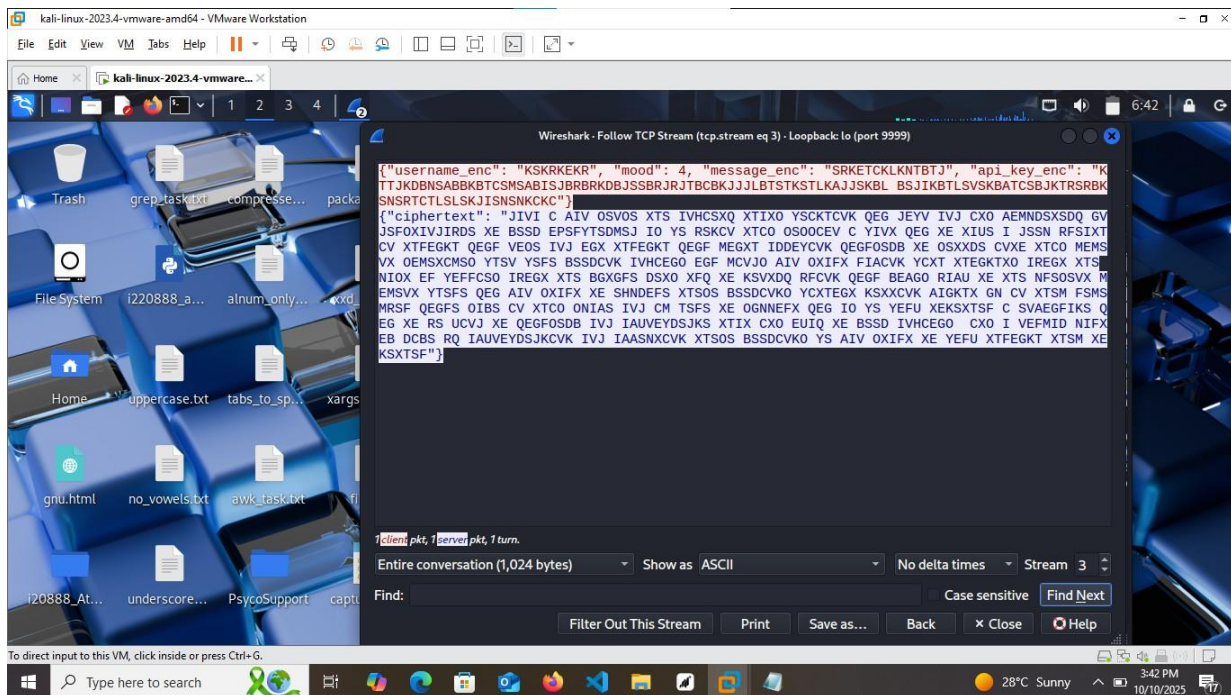 kali-linux-2023.4-vmware-amd64 - VMware Workstation
File Edit View VM Tabs Help
Home kali-linux-2023.4-vmware...
1 2 3 4 2 6:42
Wireshark · Follow TCP Stream (tcp.stream eq 3) · Loopback: lo (port 9999)
{"username_enc": "KSKRKEKR", "mood": 4, "message_enc": "SRKETCKLKNTBTJ", "api_key_enc": "K
TTJKDBNSABBKBTCSMSABISJBRBRKDBJSSBRJRJTBCBKJJJLBTSTKSTLKAJJSKBL BSJIKBTLSVSKBATCSBJKTRSRBK
SNSRTCTLSLSKJISNSNKCKC"}
{"ciphertext": "JIVI C AIV OSVOS XTS IVHCSXQ XTIXO YSCKTCVK QEG JEYV IVJ CXO AEMNDSXSDQ GV
JSFOXIVJIRDS XE BSSD EPSFYTSDMSJ IO YS RSKCV XTCO OSOOCEV C YIVX QEG XE XIUS I JSSN RFSIXT
CV XTFEGKT QEGF VEOS IVJ EGX XTFEGKT QEGF MEGXT IDDEYCVK QEGFOSDB XE OSXXDS CVXE XTCO MEMS
VX OEMSXCMSO YTSV YSFS BSSDCVK IVHCEGO EGF MCVJO AIV OXIFX FIACVK YCXT XTEGKTXO IREGX XTS
NIOX EF YEFFCSO IREGX XTS BGXGFS DSXO XFQ XE KSVXDQ RFCVK QEGF BEAGO RIAU XE XTS NFSOSVX M
EMSVX YTSFS QEG AIV OXIFX XE SHNDEFS XTSOS BSSDCVKO YCXTEGX KSXXCVK AIGKTX GN CV XTSM FSMS
MRSF QEGFS OIBS CV XTCO ONIAS IVJ CM TSFS XE OGNNEFX QEG IO YS YEFU XEKSXTSF C SVAEGFIKS Q
EG XE RS UCVJ XE QEGFOSDB IVJ IAUVEYDSJKS XTIX CXO EUIQ XE BSSD IVHCEGO  CXO I VEFMID NIFX
EB DCBS RQ IAUVEYDSJKCVK IVJ IAASNXCVK XTSOS BSSDCVKO YS AIV OXIFX XE YEFU XTFEGKT XTSM XE
KSXTSF"}
Trash grep_task.txt compresse... packa
File System i220888_a... alnum_only... xxd_
Home uppercase.txt tabs_to_sp... xargs
gnu.html no_vowels.txt awk_task.txt fi
i20888_At... underscore... PsycoSupport captu
1 client pkt, 1 server pkt, 1 turn.
Entire conversation (1,024 bytes) Show as ASCII No delta times Stream 3
Find: Case sensitive Find Next
Filter Out This Stream Print Save as... Back × Close Help
To direct input to this VM, click inside or press Ctrl+G.
Type here to search 28°C Sunny 3:42 PM
10/10/2025 17